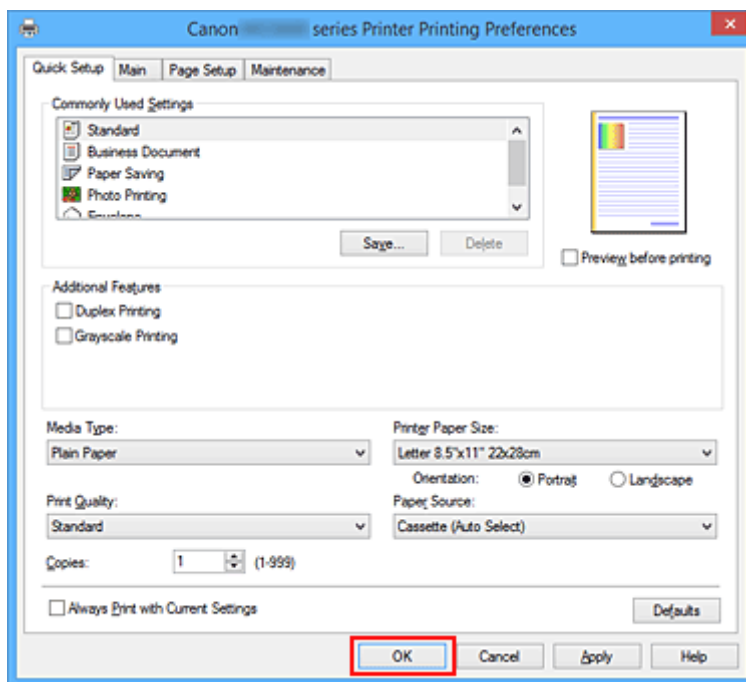 Canon series Printer Printing Preferences
Quick Setup Main Page Setup Maintenance
Commonly Used Settings
Standard
Business Document
Paper Saving
Photo Printing
Envelope
Save... Delete
Preview before printing
Additional Features
Duplex Printing
Grayscale Printing
Media Type:
Plain Paper
Printer Paper Size:
Letter 8.5"x11" 22x28cm
Orientation: Portrait Landscape
Print Quality:
Standard
Paper Source:
Cassette (Auto Select)
Copies: 1 (1-999)
Always Print with Current Settings
Defaults
OK Cancel Apply Help